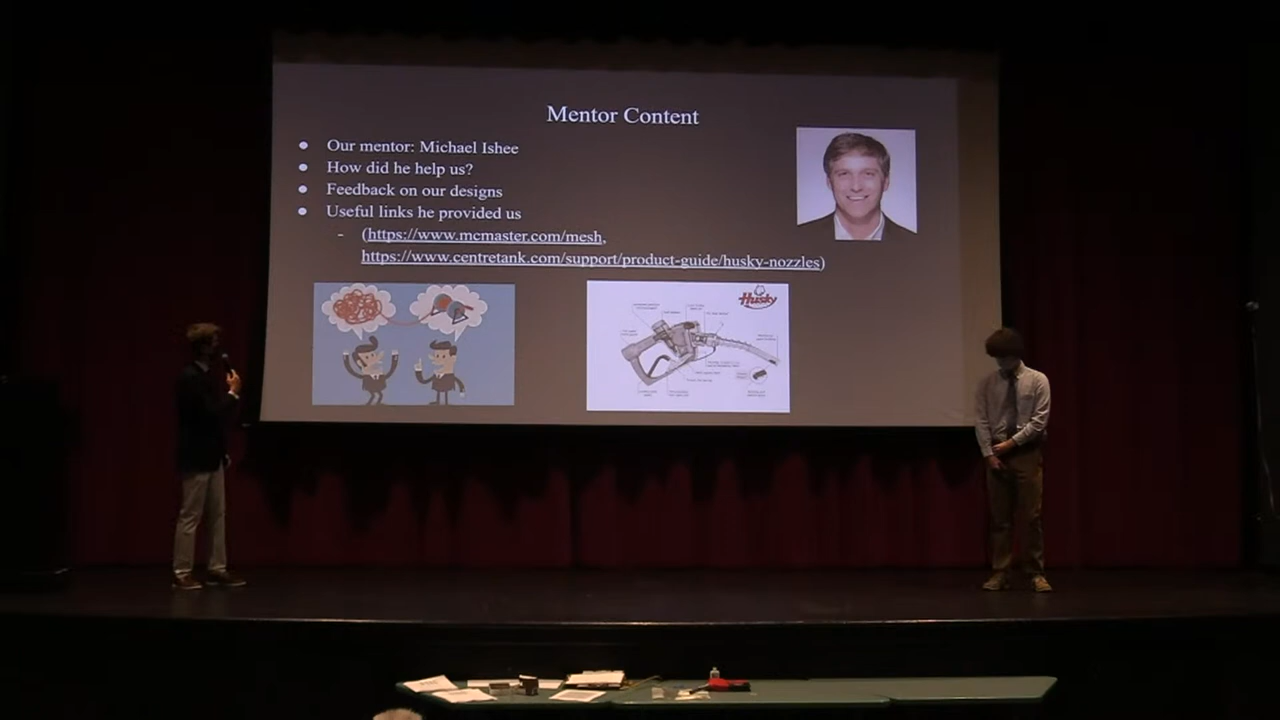 Mentor Content
● Our mentor: Michael Ishee
● How did he help us?
● Feedback on our designs
● Useful links he provided us
- (https://www.mcmaster.com/mesh,
https://www.centretank.com/support/product-guide/husky-nozzles)
Husky